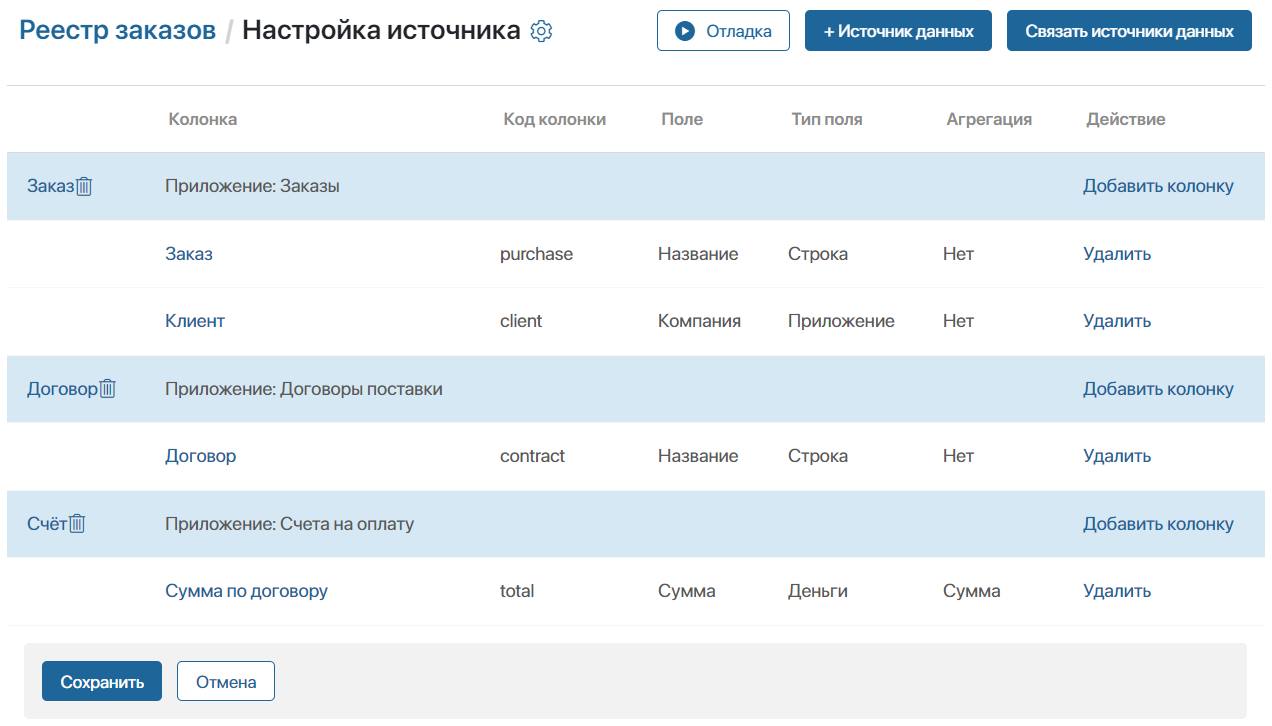 Реестр заказов / Настройка источника
Отладка
+ Источник данных
Связать источники данных
Колонка Код колонки Поле Тип поля Агрегация Действие
Заказ Приложение: Заказы Добавить колонку
Заказ purchase Название Строка Нет Удалить
Клиент client Компания Приложение Нет Удалить
Договор Приложение: Договоры поставки Добавить колонку
Договор contract Название Строка Нет Удалить
Счёт Приложение: Счета на оплату Добавить колонку
Сумма по договору total Сумма Деньги Сумма Удалить
Сохранить Отмена